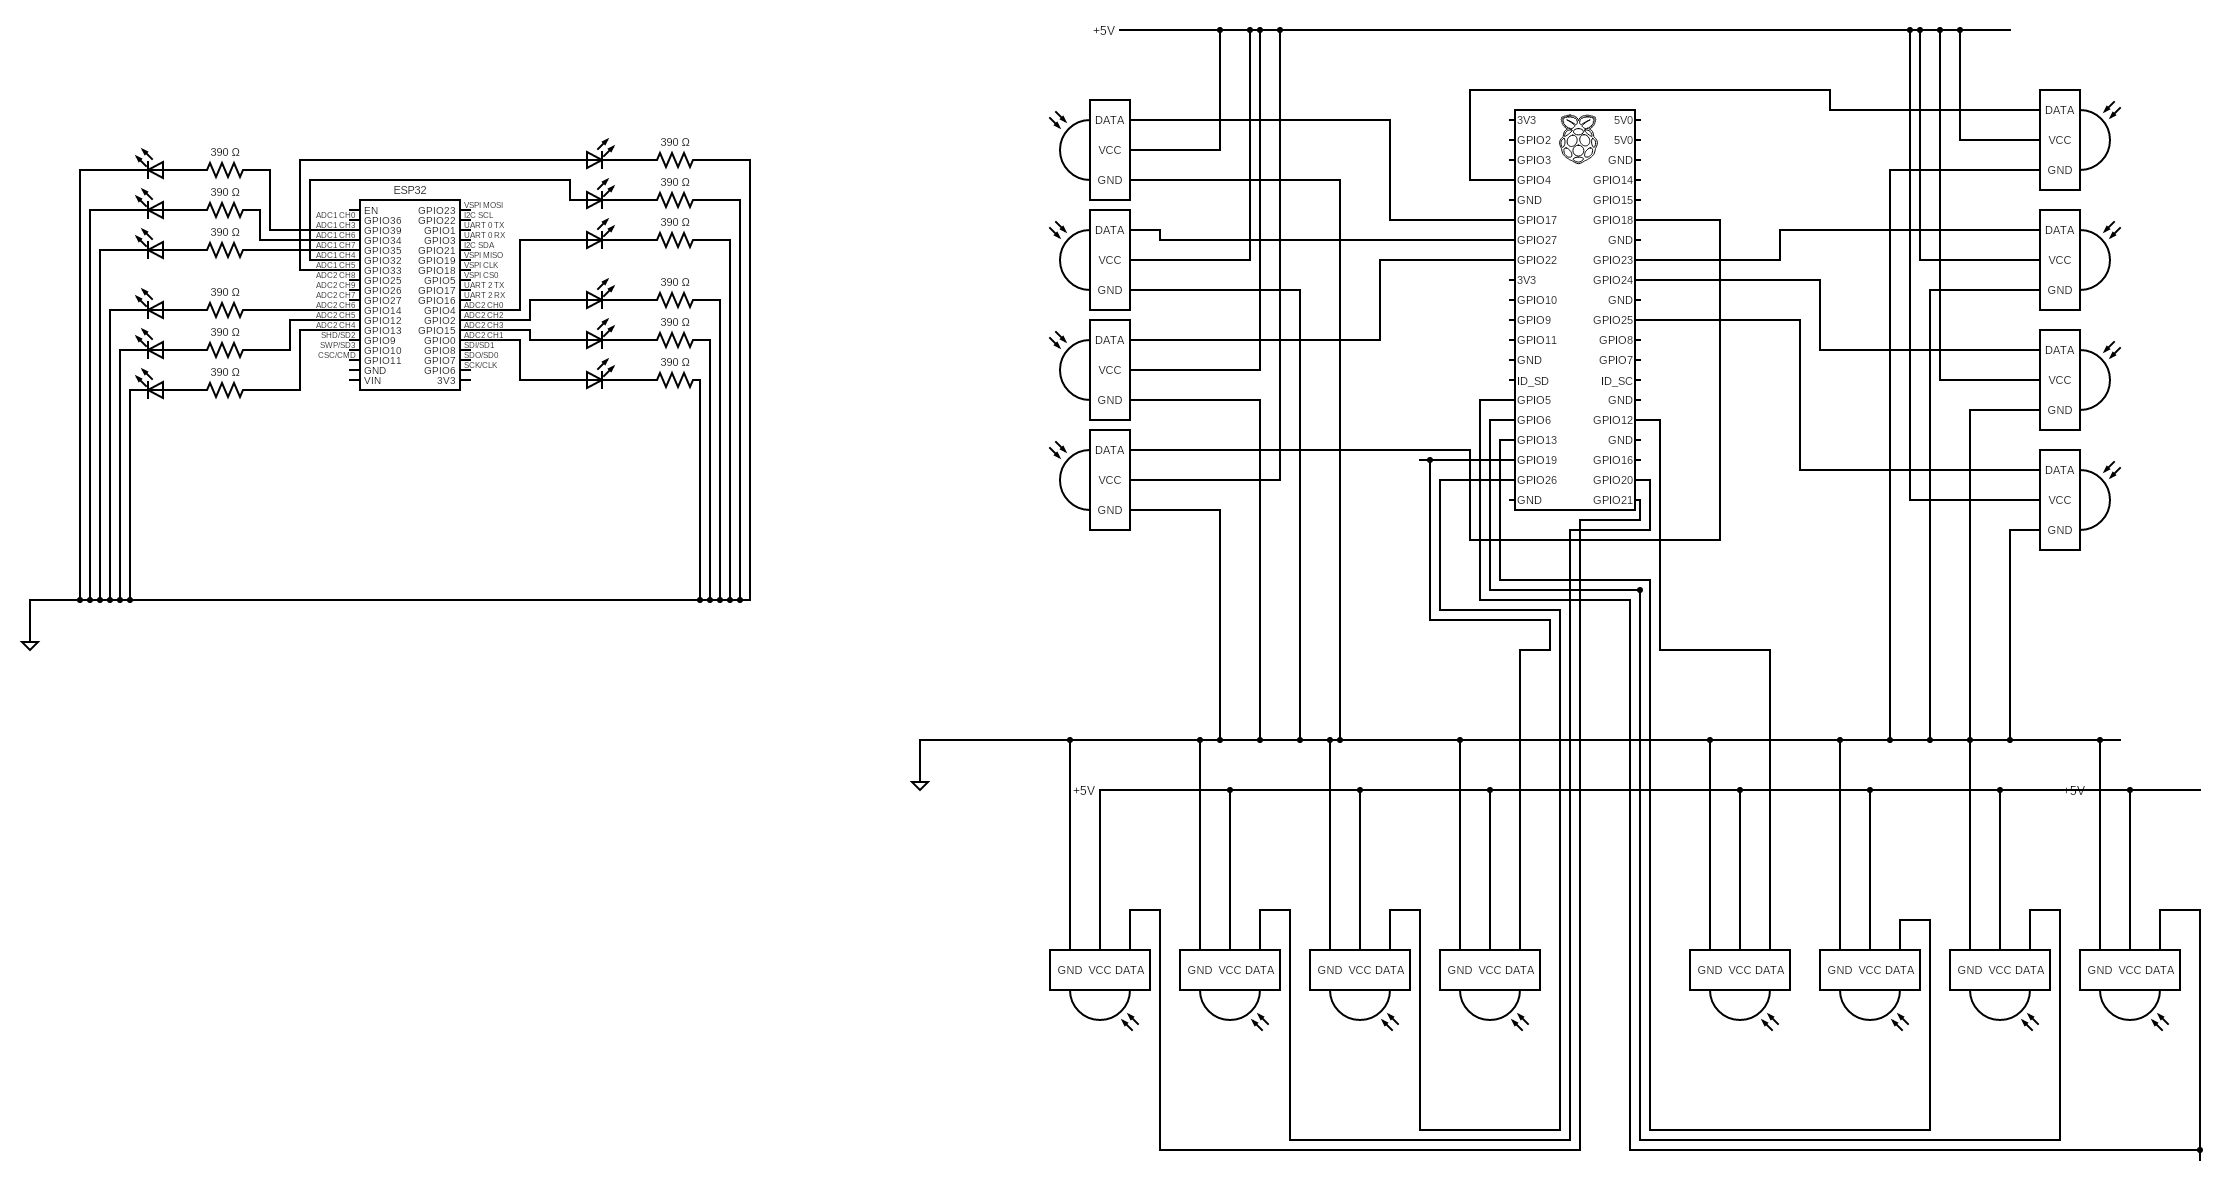 +5V
390 Ω
390 Ω
390 Ω
390 Ω
390 Ω
390 Ω
ESP32
ADC1 CH0
ADC1 CH3
ADC1 CH6
ADC1 CH7
ADC1 CH4
ADC1 CH5
ADC2 CH8
ADC2 CH9
ADC2 CH7
ADC2 CH6
ADC2 CH5
ADC2 CH4
SHD/SD2
SWP/SD3
CSC/CMD
EN GPIO23
GPIO36 GPIO22
GPIO39 GPIO1
GPIO34 GPIO3
GPIO35 GPIO21
GPIO32 GPIO19
GPIO33 GPIO18
GPIO25 GPIO5
GPIO26 GPIO17
GPIO27 GPIO16
GPIO14 GPIO4
GPIO12 GPIO2
GPIO13 GPIO15
GPIO9 GPIO0
GPIO10 GPIO8
GPIO11 GPIO7
GND GPIO6
VIN 3V3
VSPI MOSI
I2C SCL
UART 0 TX
UART 0 RX
I2C SDA
VSPI MISO
VSPI CLK
VSPI CS0
UART 2 TX
UART 2 RX
ADC2 CH0
ADC2 CH2
ADC2 CH3
ADC2 CH1
SDI/SD1
SDO/SD0
SCK/CLK
390 Ω
390 Ω
390 Ω
390 Ω
390 Ω
390 Ω
DATA
VCC
GND
DATA
VCC
GND
DATA
VCC
GND
DATA
VCC
GND
3V3 5V0
GPIO2 5V0
GPIO3 GND
GPIO4 GPIO14
GND GPIO15
GPIO17 GPIO18
GPIO27 GND
GPIO22 GPIO23
3V3 GPIO24
GPIO10 GND
GPIO9 GPIO25
GPIO11 GPIO8
GND GPIO7
ID_SD ID_SC
GPIO5 GND
GPIO6 GPIO12
GPIO13 GND
GPIO19 GPIO16
GPIO26 GPIO20
GND GPIO21
DATA
VCC
GND
DATA
VCC
GND
DATA
VCC
GND
DATA
VCC
GND
+5V +5V
GND VCC DATA GND VCC DATA GND VCC DATA GND VCC DATA GND VCC DATA GND VCC DATA GND VCC DATA GND VCC DATA